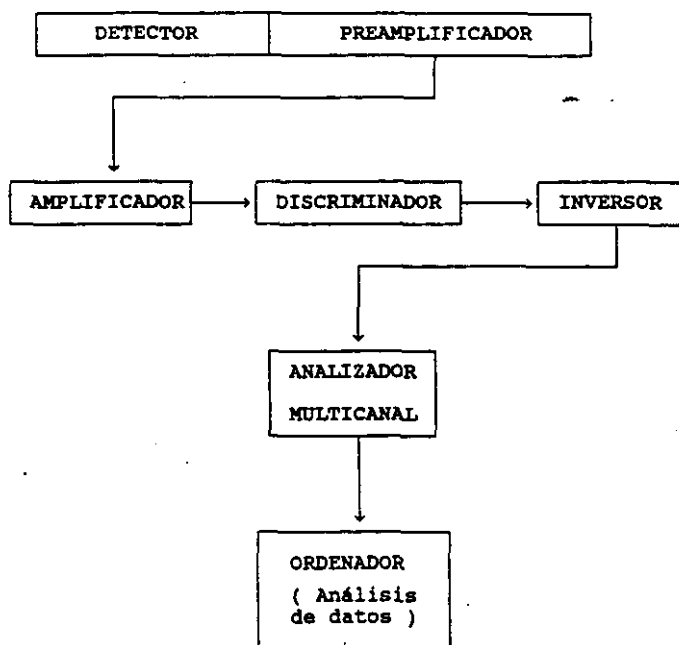 DETECTOR PREAMPLIFICADOR
AMPLIFICADOR DISCRIMINADOR INVERSOR
ANALIZADOR
MULTICANAL
ORDENADOR
( Análisis
de datos )